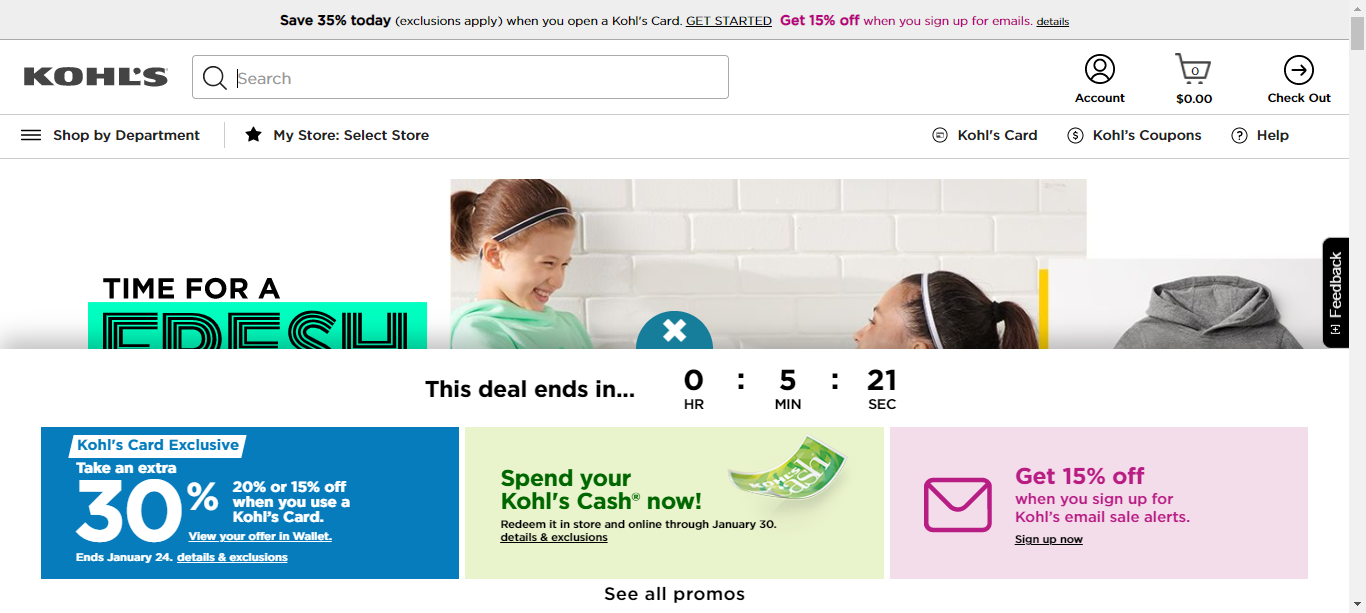 Save 35% today (exclusions apply) when you open a Kohl's Card. GET STARTED Get 15% off when you sign up for emails. details
KOHL'S
Search
Account
0
$0.00
Check Out
Shop by Department
My Store: Select Store
Kohl's Card
Kohl's Coupons
Help
TIME FOR A
FRESH
Feedback
This deal ends in...
0 : 5 : 21
HR MIN SEC
Kohl's Card Exclusive
Take an extra
30%
20% or 15% off
when you use a
Kohl's Card.
View your offer in Wallet.
Ends January 24. details & exclusions
Spend your
Kohl's Cash® now!
Redeem it in store and online through January 30.
details & exclusions
Get 15% off
when you sign up for
Kohl's email sale alerts.
Sign up now
See all promos